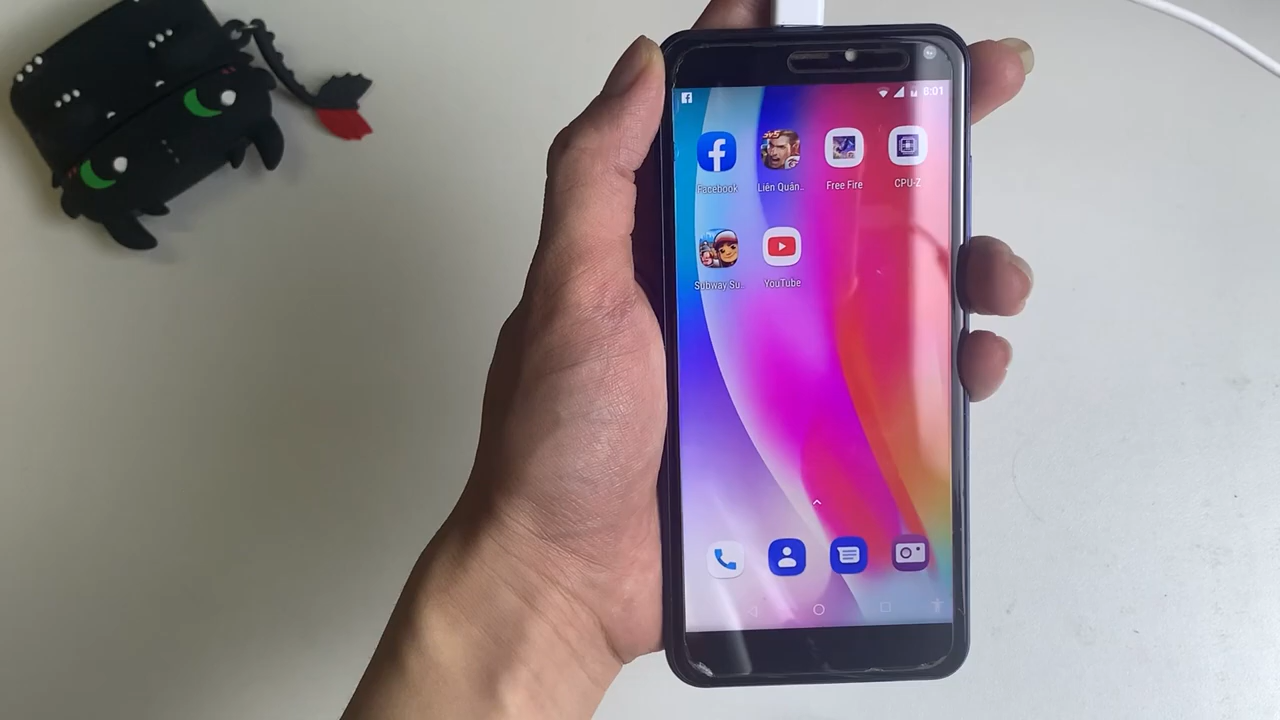 8:01
Facebook
Liên Quân..
Free Fire
CPU-Z
Subway Su..
YouTube